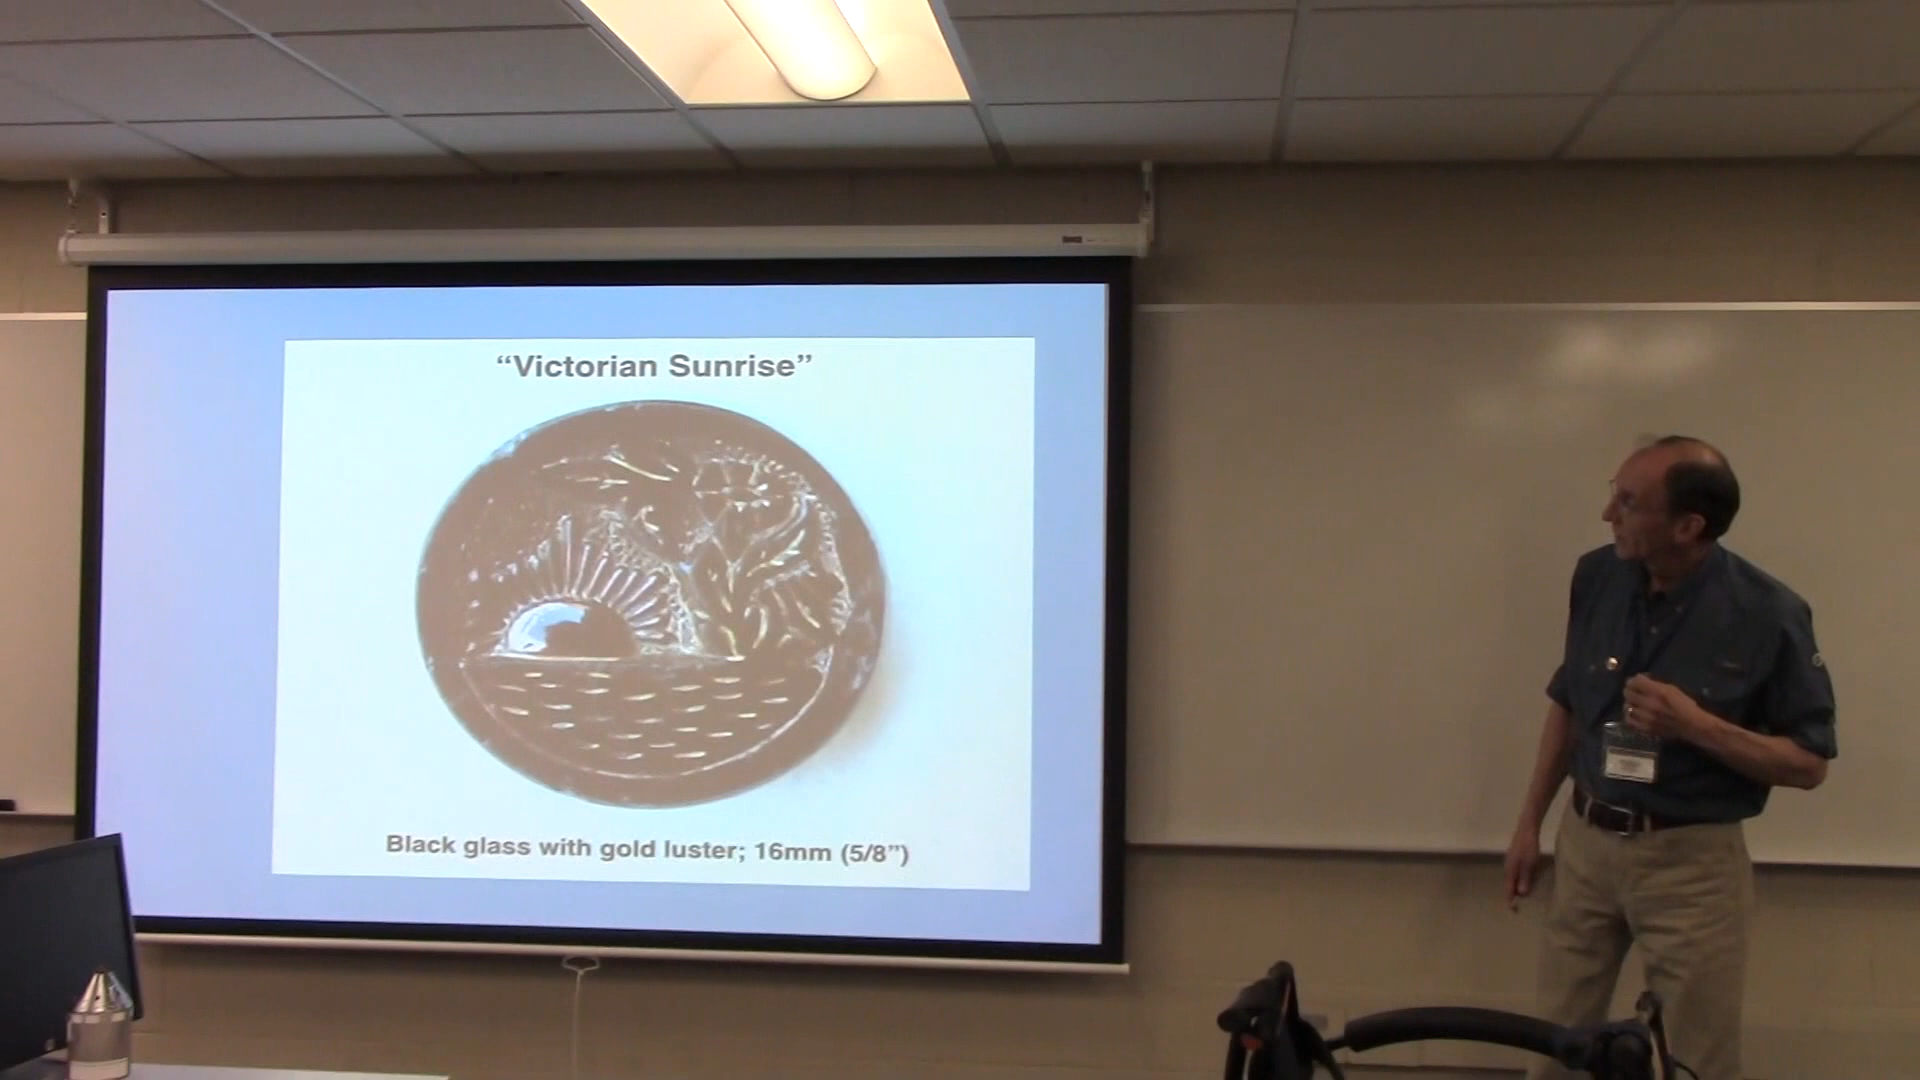 “Victorian Sunrise”
Black glass with gold luster; 16mm (5/8”)